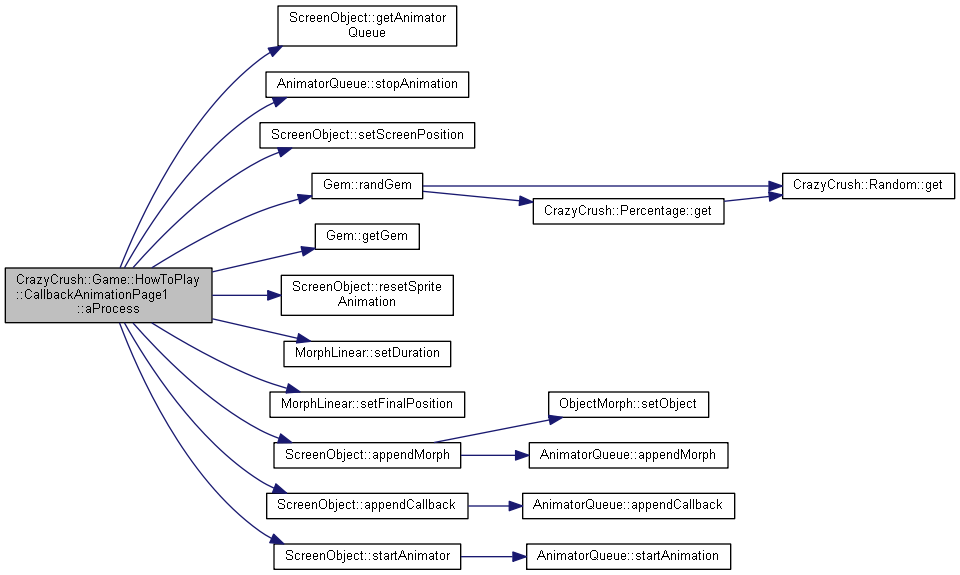 ScreenObject::getAnimator
Queue
AnimatorQueue::stopAnimation
ScreenObject::setScreenPosition
Gem::randGem
CrazyCrush::Random::get
CrazyCrush::Percentage::get
Gem::getGem
CrazyCrush::Game::HowToPlay
::CallbackAnimationPage1
::aProcess
ScreenObject::resetSprite
Animation
MorphLinear::setDuration
MorphLinear::setFinalPosition
ObjectMorph::setObject
ScreenObject::appendMorph
AnimatorQueue::appendMorph
ScreenObject::appendCallback
AnimatorQueue::appendCallback
ScreenObject::startAnimator
AnimatorQueue::startAnimation